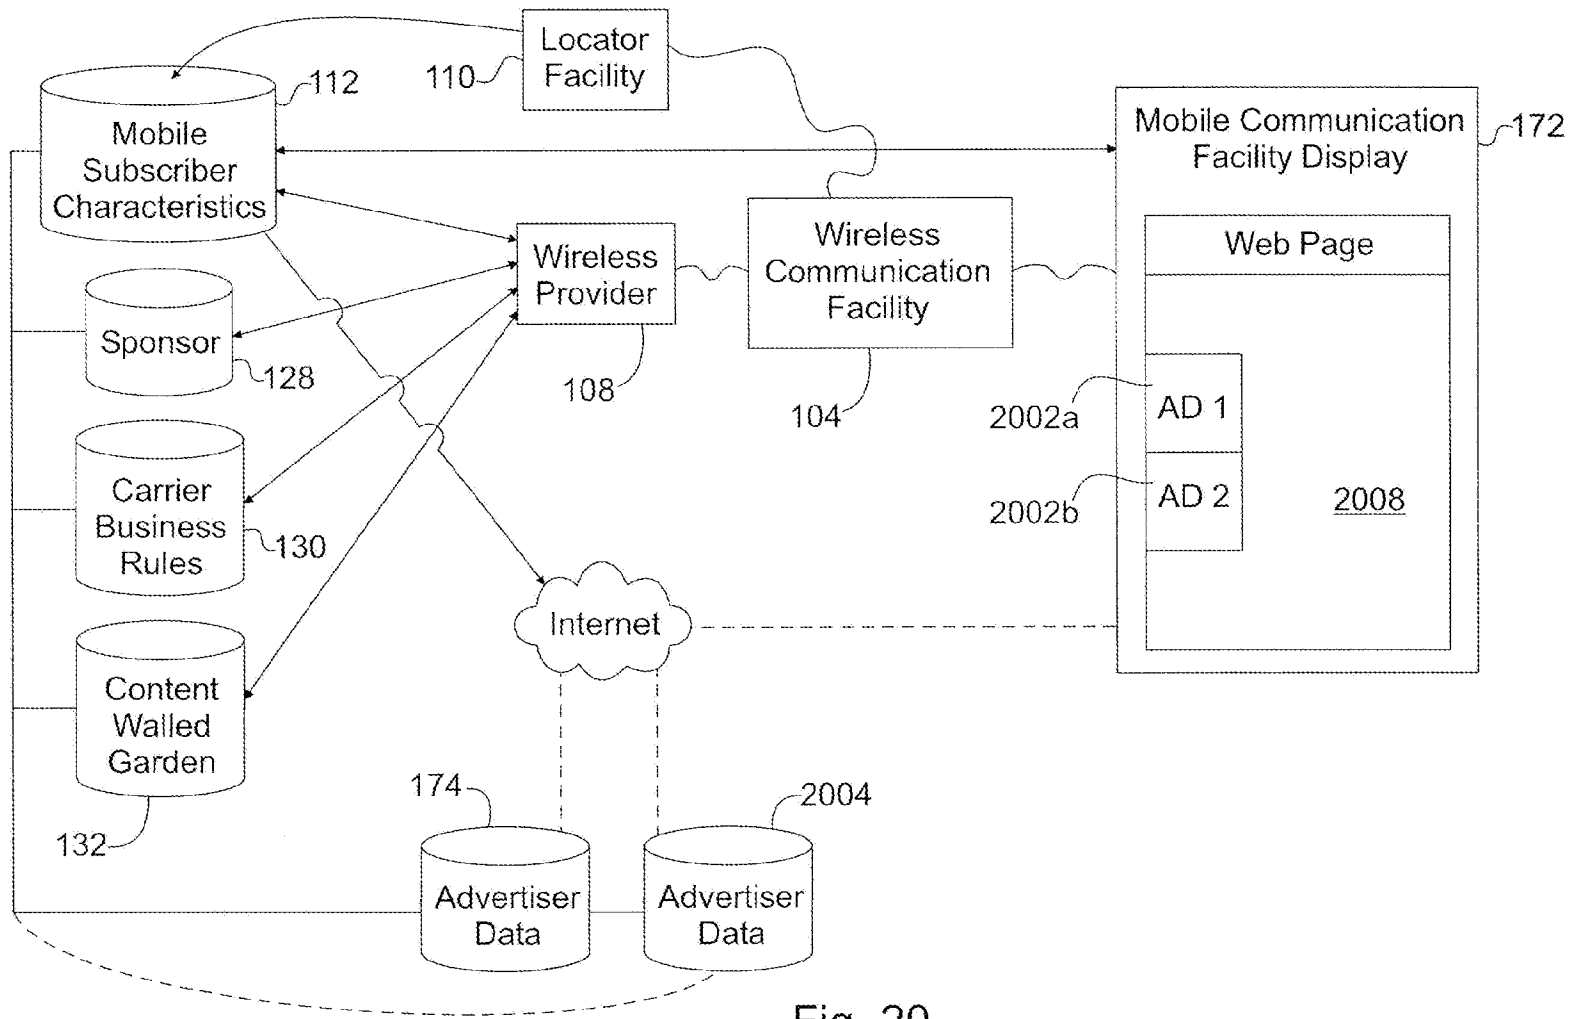 Locator
Facility
110
112
Mobile
Subscriber
Characteristics
Mobile Communication
Facility Display
172
Web Page
Wireless
Provider
108
Wireless
Communication
Facility
104
Sponsor
128
AD 1
2002a
AD 2
2002b
2008
Carrier
Business
Rules
130
Internet
Content
Walled
Garden
132
174
Advertiser
Data
2004
Advertiser
Data
Fig. 20